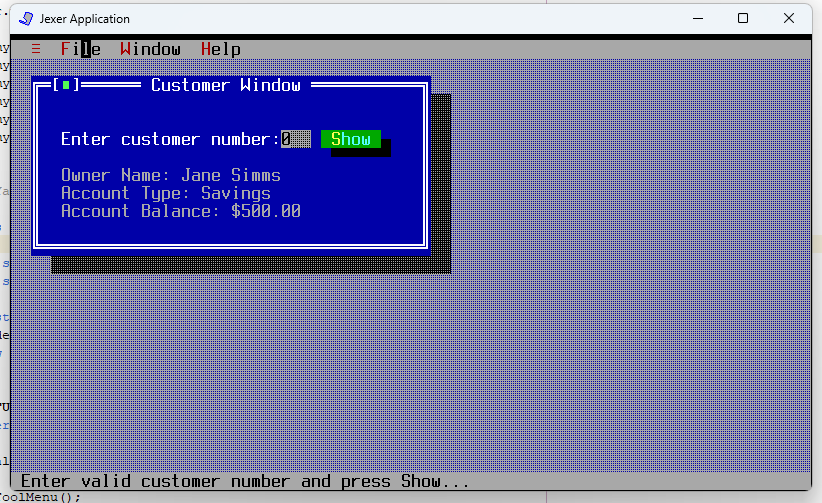 Jexer Application
≡ File Window Help
[■] Customer Window
Enter customer number:0 Show
Owner Name: Jane Simms
Account Type: Savings
Account Balance: $500.00
Enter valid customer number and press Show...
oolMenu();